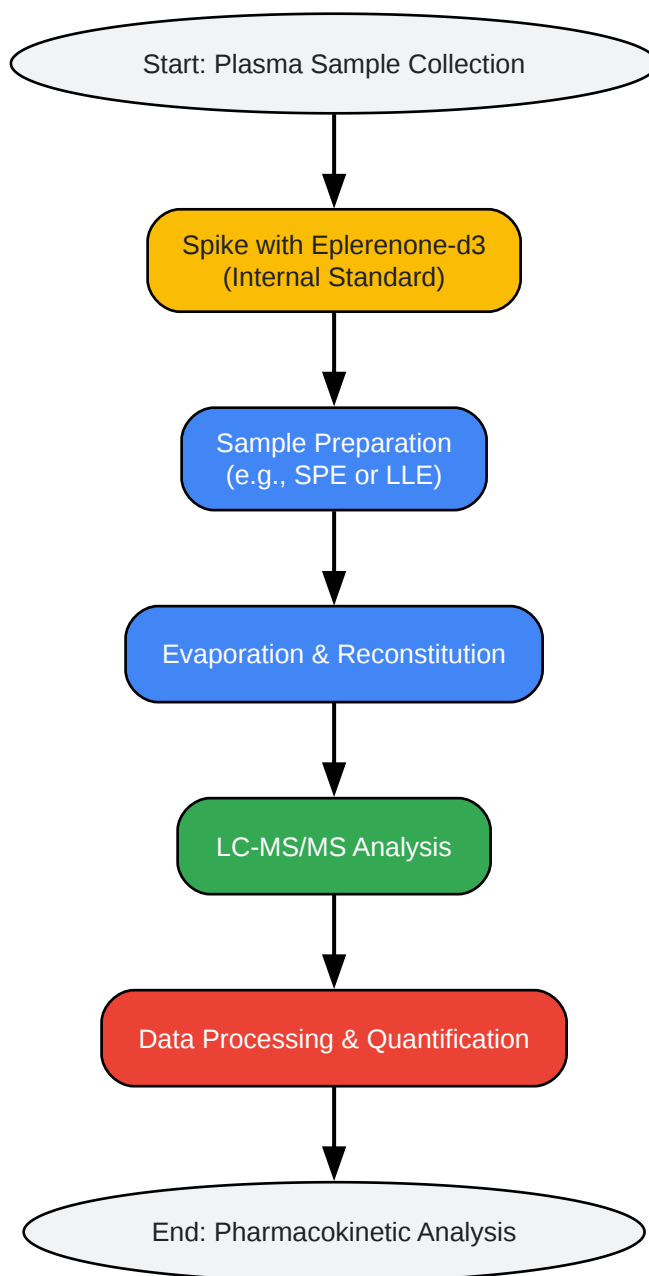 Start: Plasma Sample Collection
Spike with Eplerenone-d3
(Internal Standard)
Sample Preparation
(e.g., SPE or LLE)
Evaporation & Reconstitution
LC-MS/MS Analysis
Data Processing & Quantification
End: Pharmacokinetic Analysis